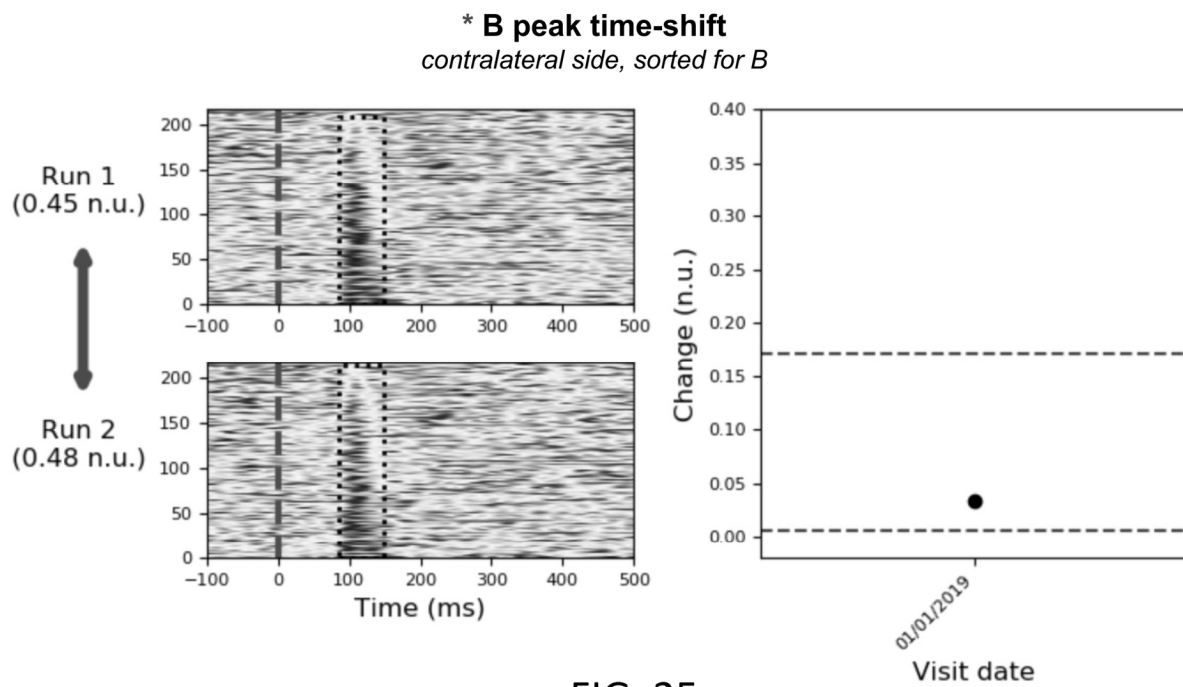 * B peak time-shift
contralateral side, sorted for B
Run 1
(0.45 n.u.)
Run 2
(0.48 n.u.)
200
150
100
50
0
−100 0 100 200 300 400 500
200
150
100
50
0
−100 0 100 200 300 400 500
Time (ms)
Change (n.u.)
0.40
0.35
0.30
0.25
0.20
0.15
0.10
0.05
0.00
01/01/2019
Visit date